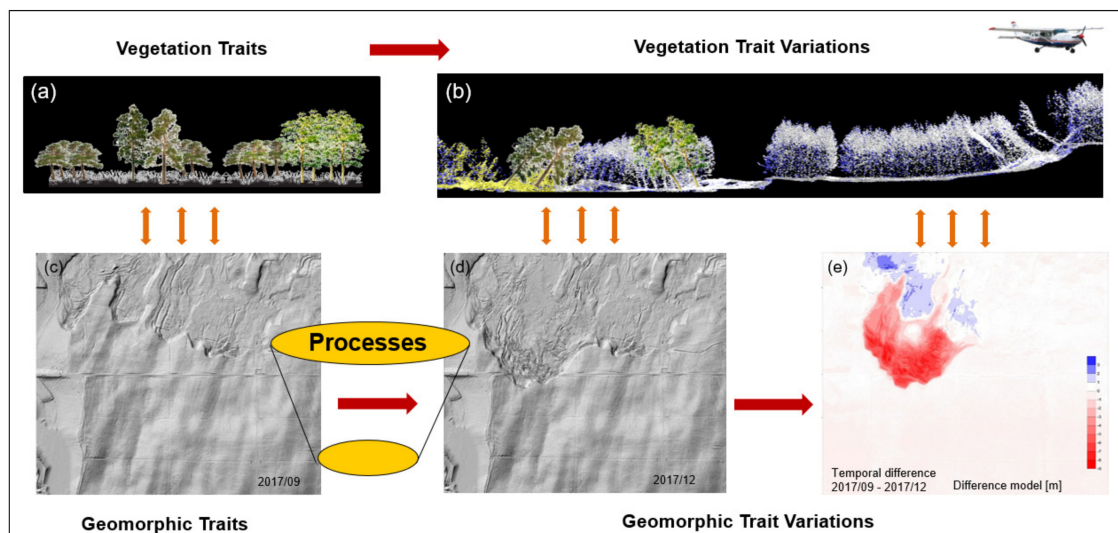 Vegetation Traits
Vegetation Trait Variations
(a)
(b)
(c)
(d)
(e)
Processes
2017/09
2017/12
Temporal difference
2017/09 - 2017/12
Difference model [m]
Geomorphic Traits
Geomorphic Trait Variations